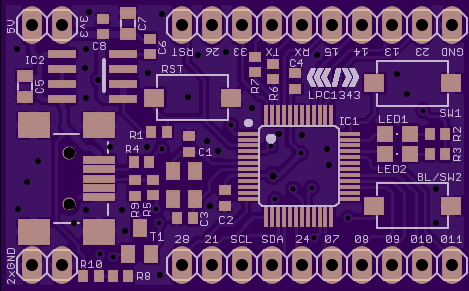 5V
3V3
C7
C6
RST 26 33 TX RX 15 14 13 23 GND
C8
IC2
C5
RST
R7
R6
C4
LPC1343
SW1
IC1
LED1
R2
R1
C1
R4
R3
LED2
BL/SW2
R9
R5
C3
C2
T1
28 21 SCL SDA 24 07 08 09 010 011
2xGND
R10
R8